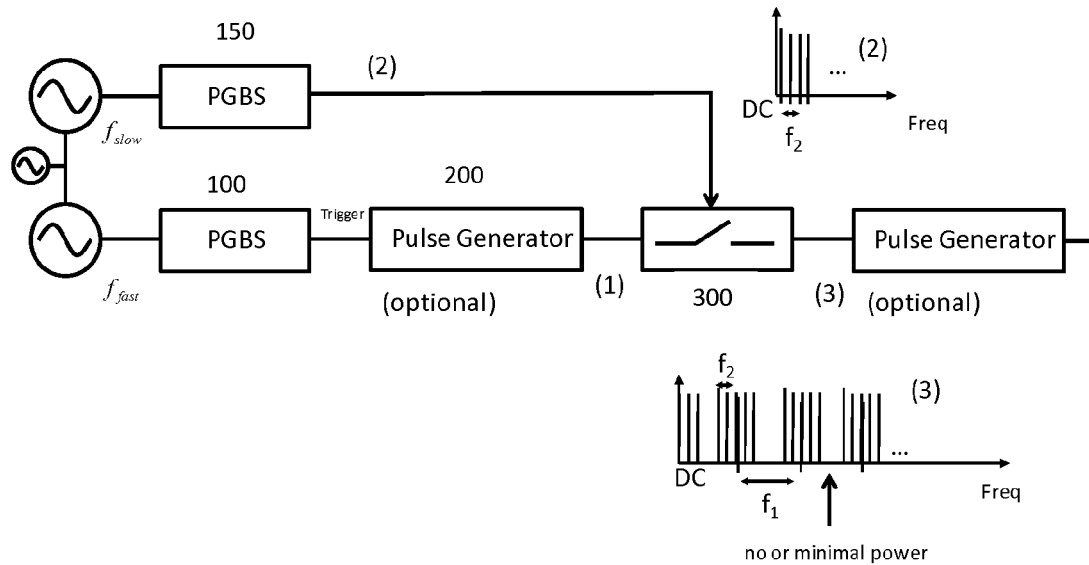 150
PGBS
(2)
f_slow
(2)
...
DC
f₂
Freq
100
PGBS
Trigger
200
Pulse Generator
(optional)
f_fast
(1)
300
(3)
Pulse Generator
(optional)
f₂
(3)
...
DC
f₁
Freq
no or minimal power